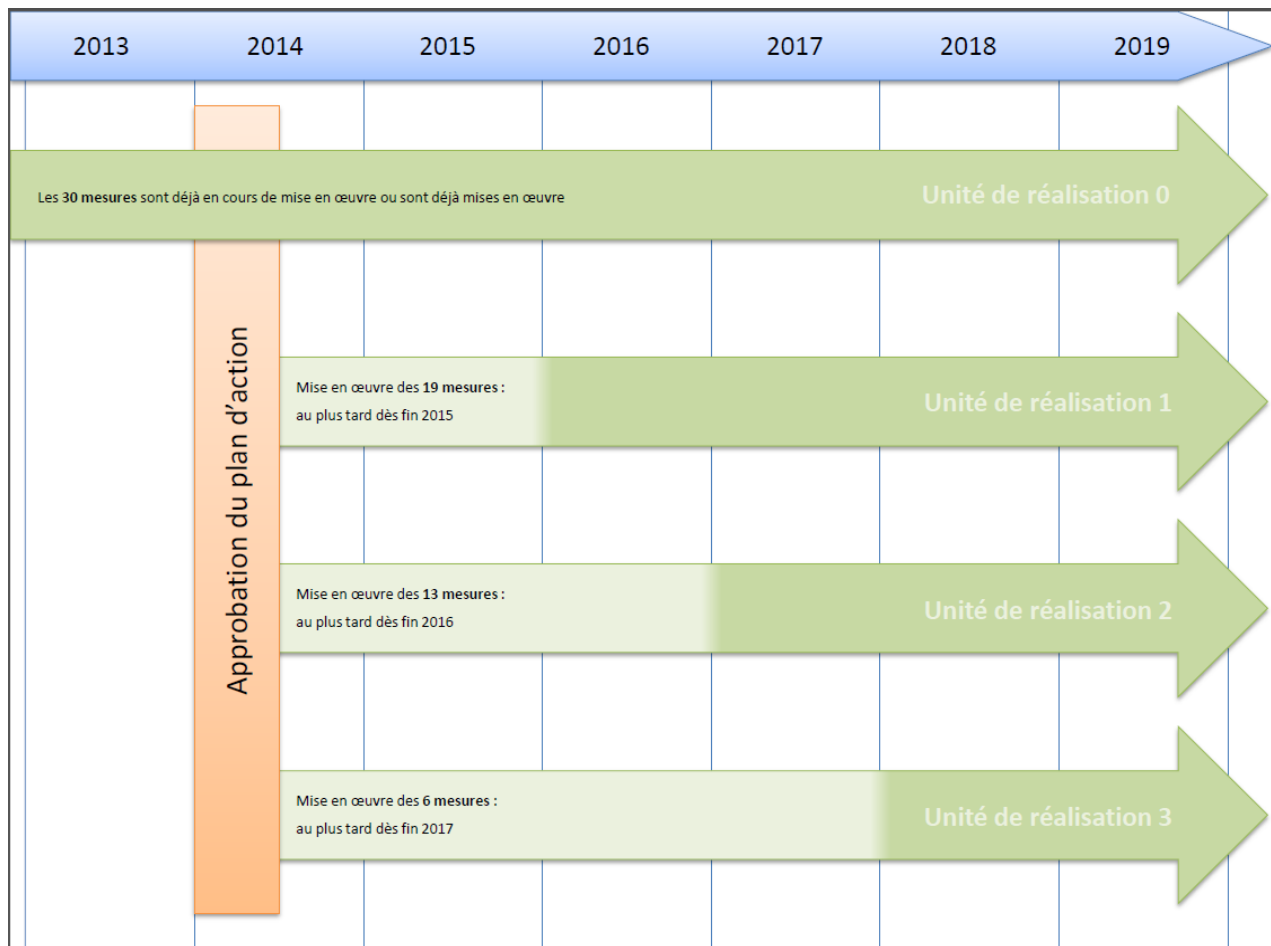 2013 2014 2015 2016 2017 2018 2019
Les 30 mesures sont déjà en cours de mise en œuvre ou sont déjà mises en œuvre
Unité de réalisation 0
Approbation du plan d'action
Mise en œuvre des 19 mesures :
au plus tard dès fin 2015
Unité de réalisation 1
Mise en œuvre des 13 mesures :
au plus tard dès fin 2016
Unité de réalisation 2
Mise en œuvre des 6 mesures :
au plus tard dès fin 2017
Unité de réalisation 3